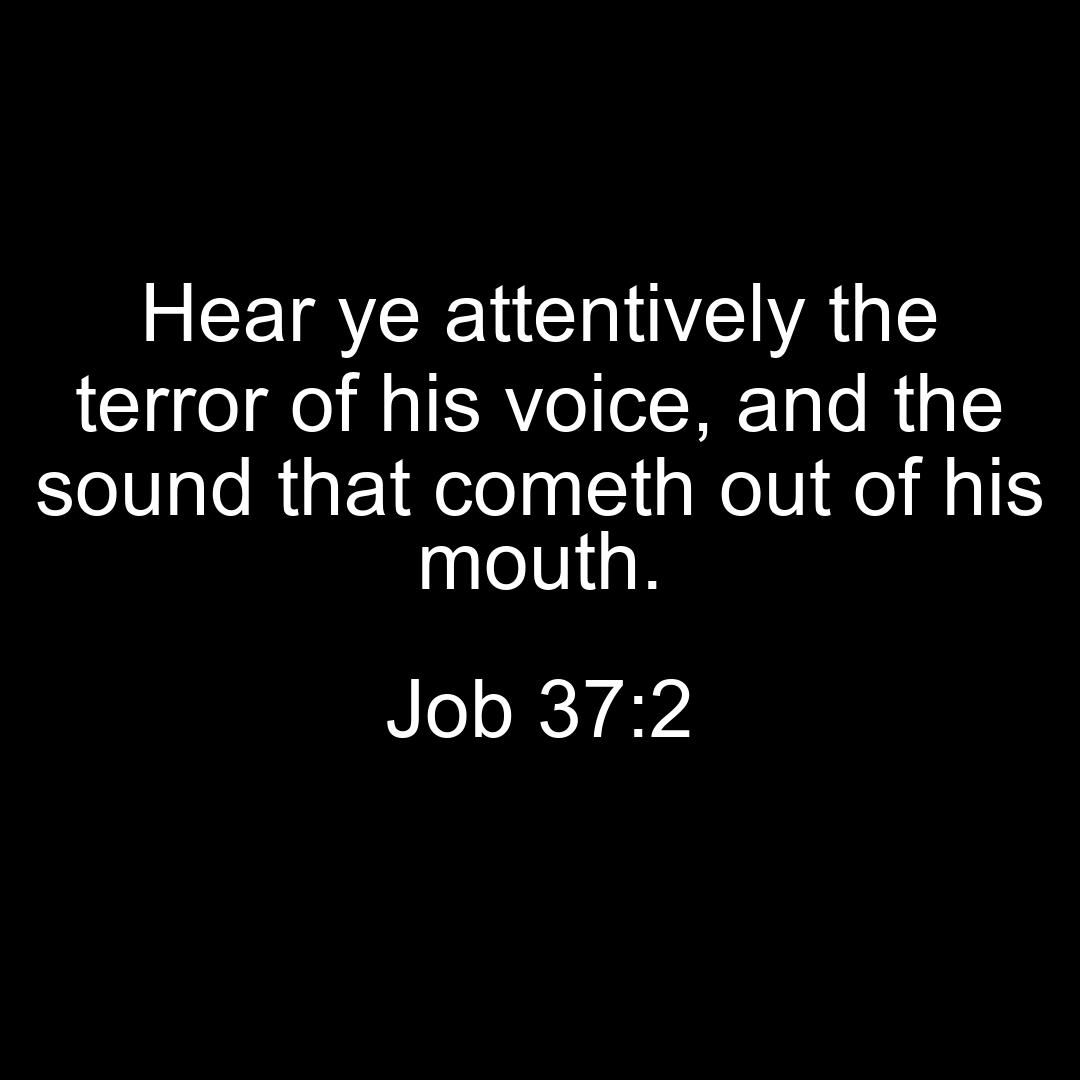 Hear ye attentively the
terror of his voice, and the
sound that cometh out of his
mouth.
Job 37:2